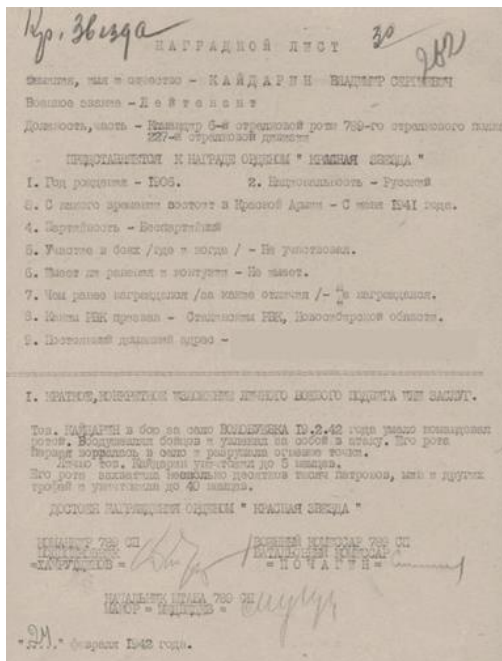 Кр. Звезда
30
262
НАГРАДНОЙ ЛИСТ
Фамилия, имя и отчество - КАЙДАРИН ВЛАДИМИР СЕРГЕЕВИЧ
Военное звание - Лейтенант
Должность, часть - Командир 6-й стрелковой роты 789-го стрелкового полка
227-й стрелковой дивизии
ПРЕДСТАВЛЯЕТСЯ К НАГРАДЕ ОРДЕНОМ " КРАСНАЯ ЗВЕЗДА "
1. Год рождения - 1906. 2. Национальность - Русский
3. С какого времени состоит в Красной Армии - С июня 1941 года.
4. Партийность - Беспартийный
5. Участие в боях /где и когда / - Не участвовал.
6. Имеет ли ранения и контузии - Не имеет.
7. Чем ранее награждался /за какие отличия /- Не награждался.
8. Каким РВК призван - Сталинским РВК, Новосибирской области.
9. Постоянный домашний адрес -
I. КРАТКОЕ, КОНКРЕТНОЕ ИЗЛОЖЕНИЕ ЛИЧНОГО БОЕВОГО ПОДВИГА ИЛИ ЗАСЛУГ.
Тов. КАЙДАРИН в бою за село ВОЛОБУЕВКА 19.2.42 года умело командовал
ротой. Воодушевлял бойцов и увлекал за собой в атаку. Его рота
первая ворвалась в село и разрушила огневые точки.
Лично тов. Кайдарин уничтожил до 5 немцев.
Его рота захватила несколько десятков тысяч патронов, мин и других
трофей и уничтожила до 40 немцев.
ДОСТОЕН НАГРАЖДЕНИЯ ОРДЕНОМ " КРАСНАЯ ЗВЕЗДА "
КОМАНДИР 789 СП ВОЕННЫЙ КОМИССАР 789 СП
БАТАЛЬОННЫЙ КОМИССАР
=ХАЙРУТДИНОВ= = ПОЧАГИН =
НАЧАЛЬНИК ШТАБА 789 СП
МАЙОР =
"24." февраля 1942 года.